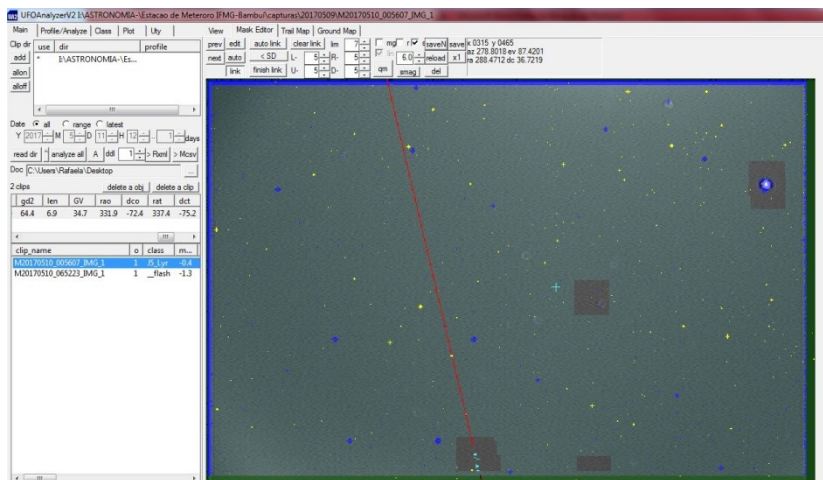 UFOAnalyzerV2 I:\ASTRONOMIA-\Estacao de Meteroro IFMG-Bambuí\capturas\20170509\M20170510_005607_IMG_1
Main Profile/Analyze Class Plot Uty
View Mask Editor Trail Map Ground Map
Clip dir use dir profile
add * I:\ASTRONOMIA-\Es...
allon
alloff
prev edit auto link clear link lm 7 mg saveN save x 0315 y 0465
next auto < SD L- 5 R- 5 6.0 reload x1 az 278.8018 ev 87.4201
link finish link U- 5 D- 5 qm smag del ra 288.4712 dc 36.7219
Date all range latest
Y 2017 M 5 D 11 H 12 1 days
read dir analyze all A ddl 1 > Rxml > Mcsv
Doc C:\Users\Rafaela\Desktop ...
2 clips delete a obj delete a clip
gd2 len GV rao dco rat dct
64.4 6.9 34.7 331.9 -72.4 337.4 -75.2
clip_name o class m...
M20170510_005607_IMG_1 1 J5_Lyr -0.4
M20170510_065223_IMG_1 1 __flash -1.3